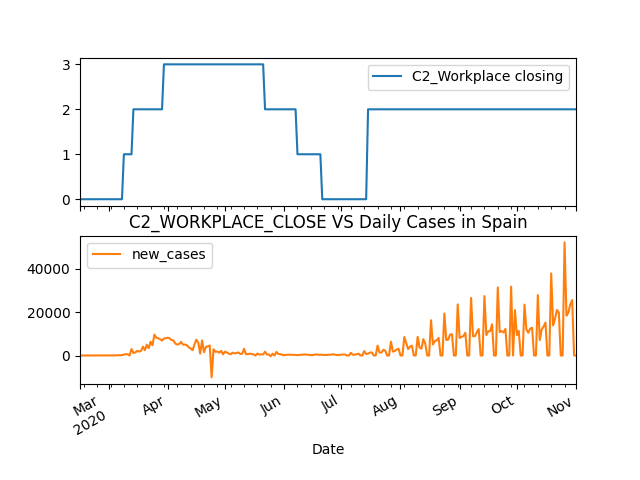 3
2
1
0
C2_Workplace closing
C2_WORKPLACE_CLOSE VS Daily Cases in Spain
40000
20000
0
new_cases
Mar
2020
Apr
May
Jun
Jul
Aug
Sep
Oct
Nov
Date